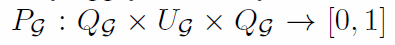 P_𝒢 : Q_𝒢 × U_𝒢 × Q_𝒢 → [0, 1]